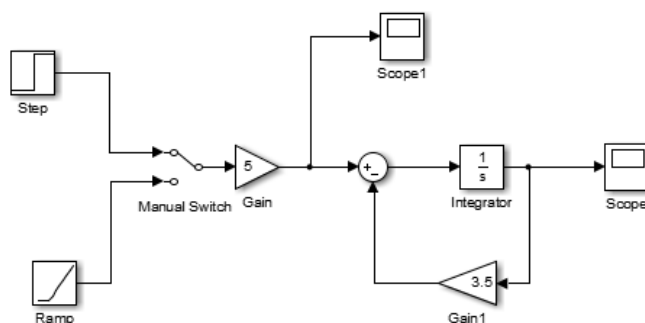 Scope1
Step
5
+
−
1
s
Manual Switch
Gain
Integrator
Scope
3.5
Ramp
Gain1